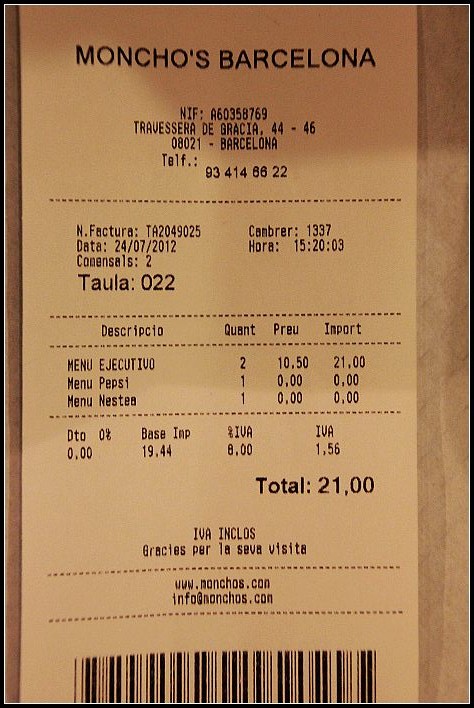 MONCHO'S BARCELONA
NIF: A60358769
TRAVESSERA DE GRACIA, 44 - 46
08021 - BARCELONA
Telf.:
93 414 66 22
N.Factura: TA2049025 Cambrer: 1337
Data: 24/07/2012 Hora: 15:20:03
Comensals: 2
Taula: 022
Descripcio Quant Preu Import
MENU EJECUTIVO 2 10,50 21,00
Menu Pepsi 1 0,00 0,00
Menu Nestea 1 0,00 0,00
Dto 0% Base Imp %IVA IVA
0,00 19,44 8,00 1,56
Total: 21,00
IVA INCLOS
Gracies per la seva visita
www.monchos.com
info@monchos.com